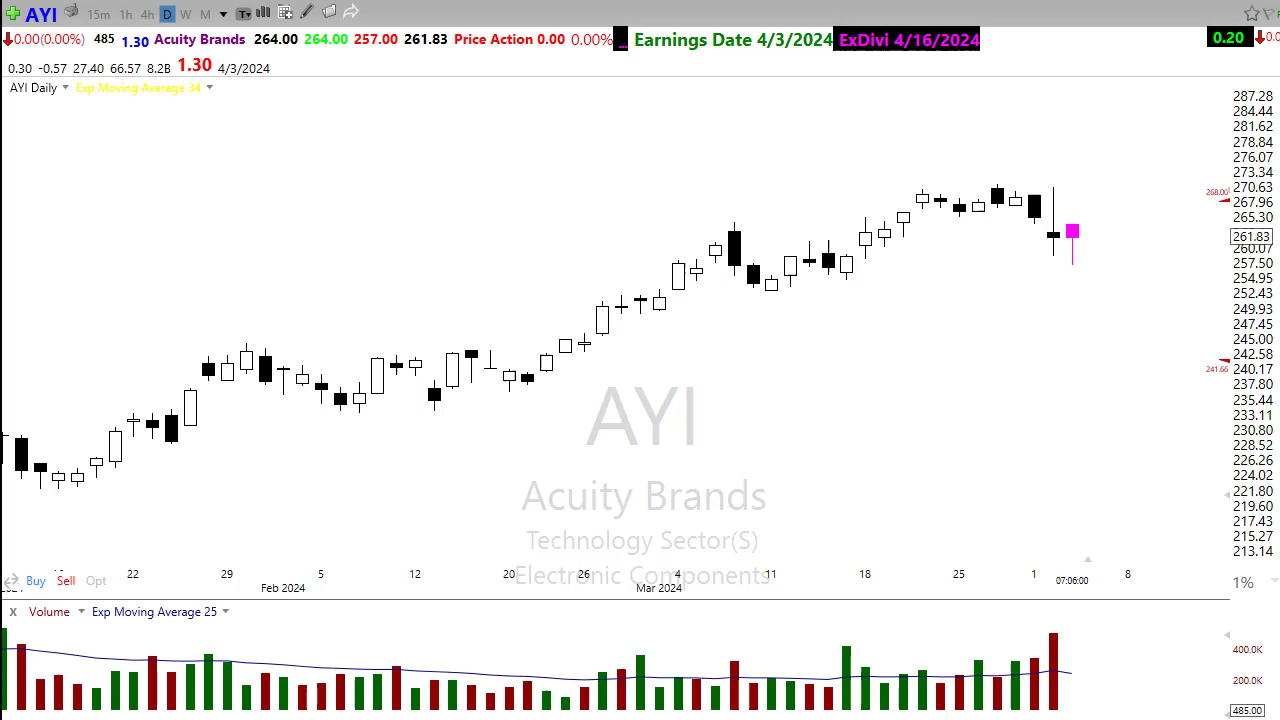 AYI 15m 1h 4h D W M T
0.00(0.00%) 485 1.30 Acuity Brands 264.00 264.00 257.00 261.83 Price Action 0.00 0.00% ... Earnings Date 4/3/2024 ExDivi 4/16/2024 0.20
0.30 -0.57 27.40 66.57 8.2B 1.30 4/3/2024
AYI Daily Exp Moving Average 34
287.28
284.44
281.62
278.84
276.07
273.34
270.63
268.00
267.96
265.30
261.83
260.07
257.50
254.95
252.43
249.93
247.45
245.00
242.58
241.66
240.17
237.80
235.44
233.11
230.80
228.52
226.26
224.02
221.80
219.60
217.43
215.27
213.14
AYI
Acuity Brands
Technology Sector(S)
Electronic Components
22 29 5 12 20 26 4 11 18 25 1 8
Buy Sell Opt 07:06:00 1%
Feb 2024 Mar 2024
X Volume Exp Moving Average 25
400.0K
200.0K
485.00